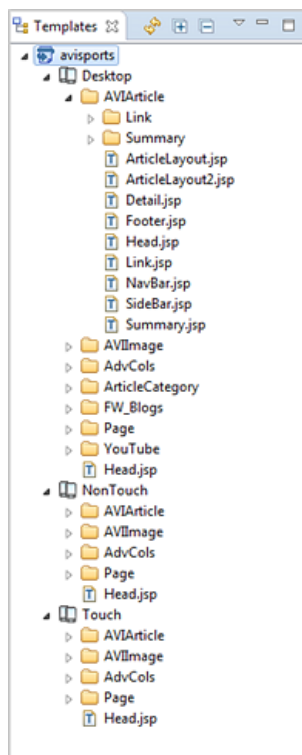 Templates
avisports
Desktop
AVIArticle
Link
Summary
ArticleLayout.jsp
ArticleLayout2.jsp
Detail.jsp
Footer.jsp
Head.jsp
Link.jsp
NavBar.jsp
SideBar.jsp
Summary.jsp
AVIImage
AdvCols
ArticleCategory
FW_Blogs
Page
YouTube
Head.jsp
NonTouch
AVIArticle
AVIImage
AdvCols
Page
Head.jsp
Touch
AVIArticle
AVIImage
AdvCols
Page
Head.jsp